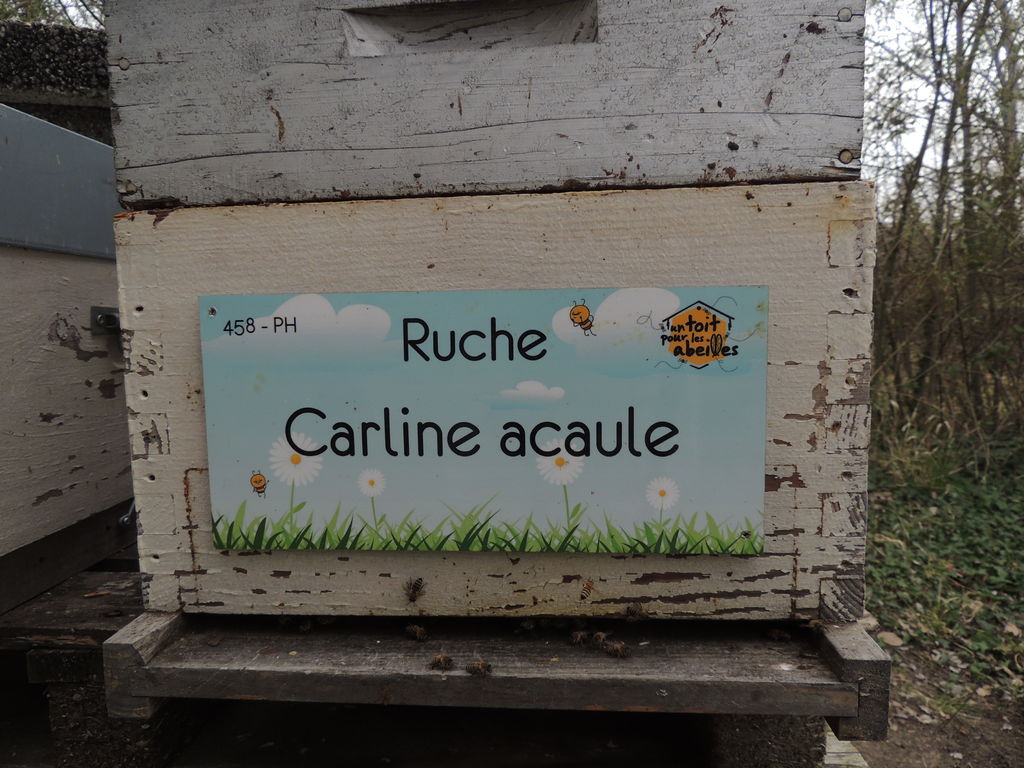 458 - PH
Ruche
un toit
pour les
abeilles
Carline acaule